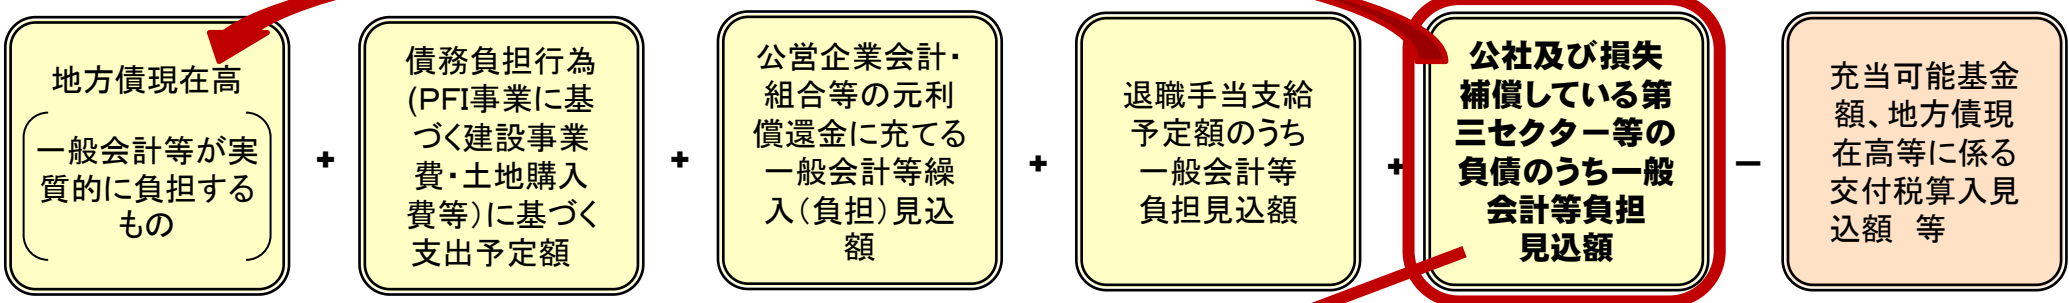 地方債現在高
一般会計等が実
質的に負担する
もの
+
債務負担行為
(PFI事業に基
づく建設事業
費・土地購入
費等)に基づく
支出予定額
+
公営企業会計・
組合等の元利
償還金に充てる
一般会計等繰
入(負担)見込
額
+
退職手当支給
予定額のうち
一般会計等
負担見込額
+
公社及び損失
補償している第
三セクター等の
負債のうち一般
会計等負担
見込額
－
充当可能基金
額、地方債現
在高等に係る
交付税算入見
込額　等